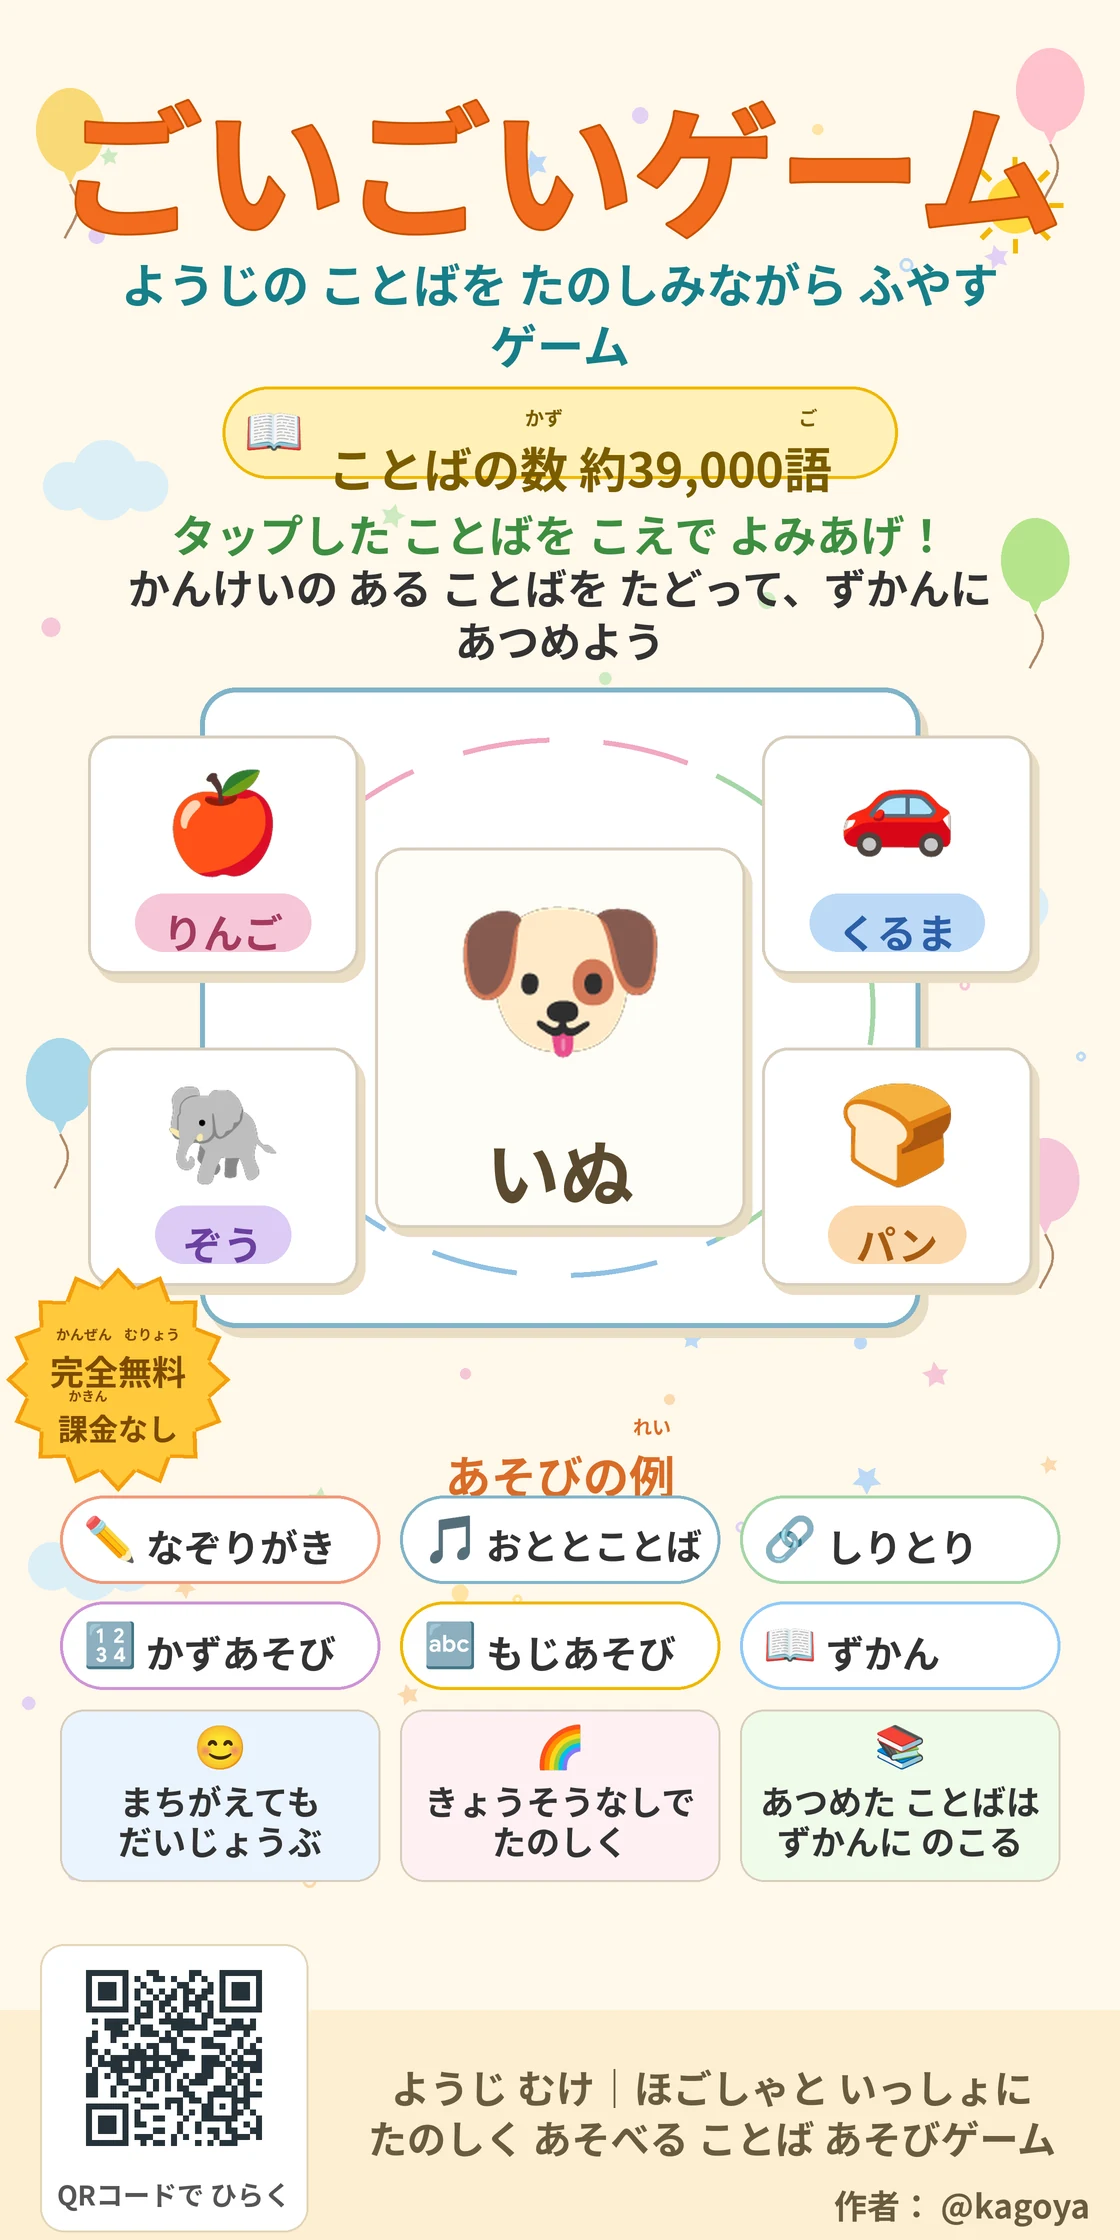 ごいごいゲーム
ようじの ことばを たのしみながら ふやす
ゲーム
かず ご
ことばの数 約39,000語
タップした ことばを こえで よみあげ！
かんけいの ある ことばを たどって、ずかんに
あつめよう
りんご
くるま
いぬ
ぞう
パン
かんぜん むりょう
完全無料
かきん
課金なし
れい
あそびの例
なぞりがき
おととことば
しりとり
1234 かずあそび
abc もじあそび
ずかん
まちがえても
だいじょうぶ
きょうそうなしで
たのしく
あつめた ことばは
ずかんに のこる
QRコードで ひらく
ようじ むけ｜ほごしゃと いっしょに
たのしく あそべる ことば あそびゲーム
作者： @kagoya